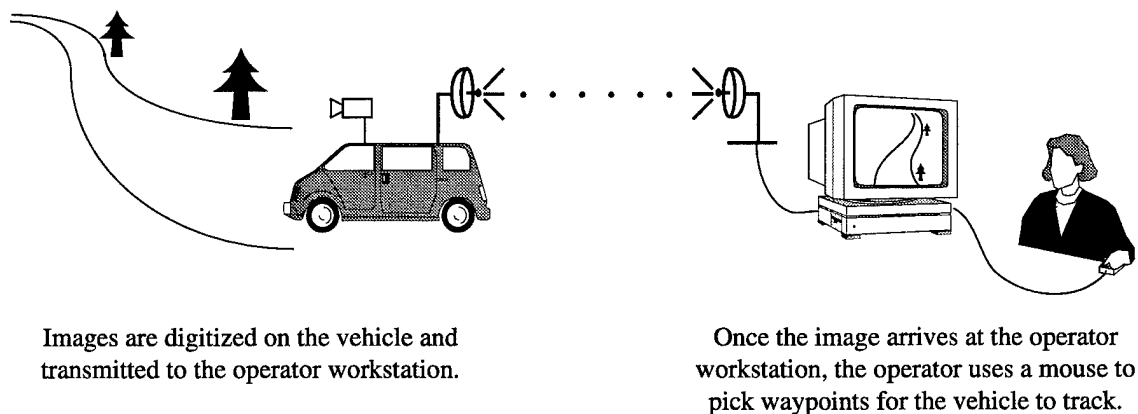 Images are digitized on the vehicle and
transmitted to the operator workstation.
Once the image arrives at the operator
workstation, the operator uses a mouse to
pick waypoints for the vehicle to track.